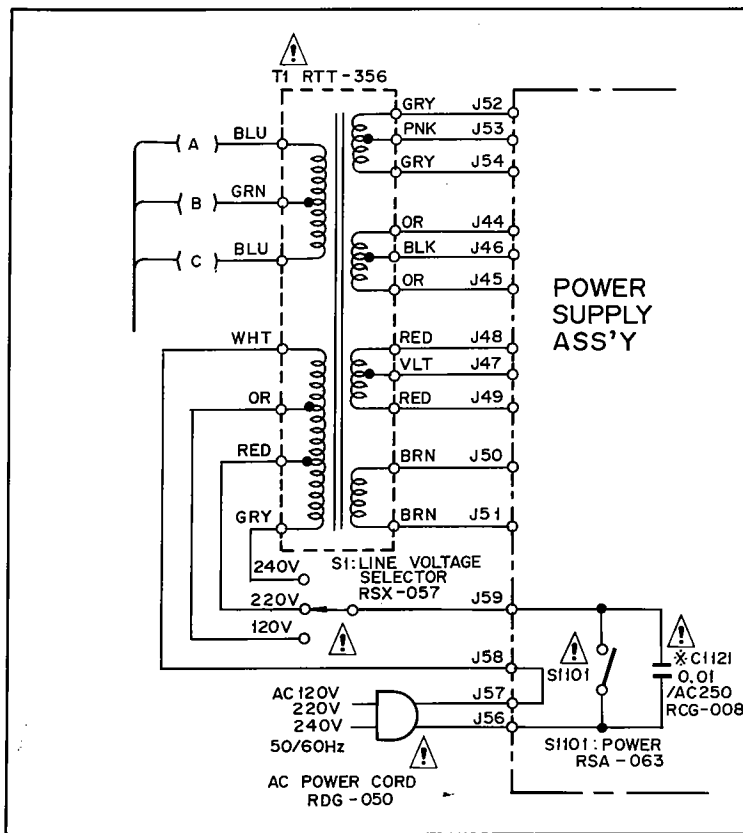 T1 RTT-356
GRY J52
PNK J53
GRY J54
A BLU
B GRN
C BLU
OR J44
BLK J46
OR J45
POWER
SUPPLY
ASS'Y
WHT
RED J48
VLT J47
RED J49
OR
RED
BRN J50
GRY
BRN J51
240V
220V
120V
S1:LINE VOLTAGE
SELECTOR
RSX-057
J59
J58
J57
J56
S1101
※C1121
0.01
/AC250
RCG-008
AC120V
220V
240V
50/60Hz
S1101:POWER
RSA-063
AC POWER CORD
RDG-050